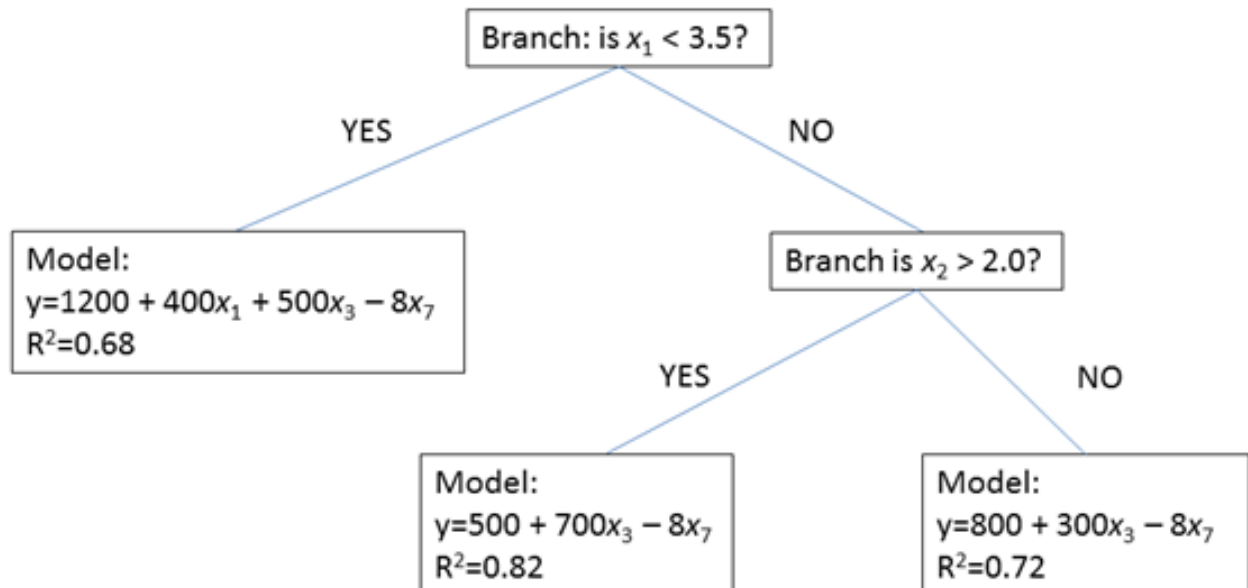 Branch: is x₁ < 3.5?
YES
NO
Model:
y=1200 + 400x₁ + 500x₃ – 8x₇
R²=0.68
Branch is x₂ > 2.0?
YES
NO
Model:
y=500 + 700x₃ – 8x₇
R²=0.82
Model:
y=800 + 300x₃ – 8x₇
R²=0.72